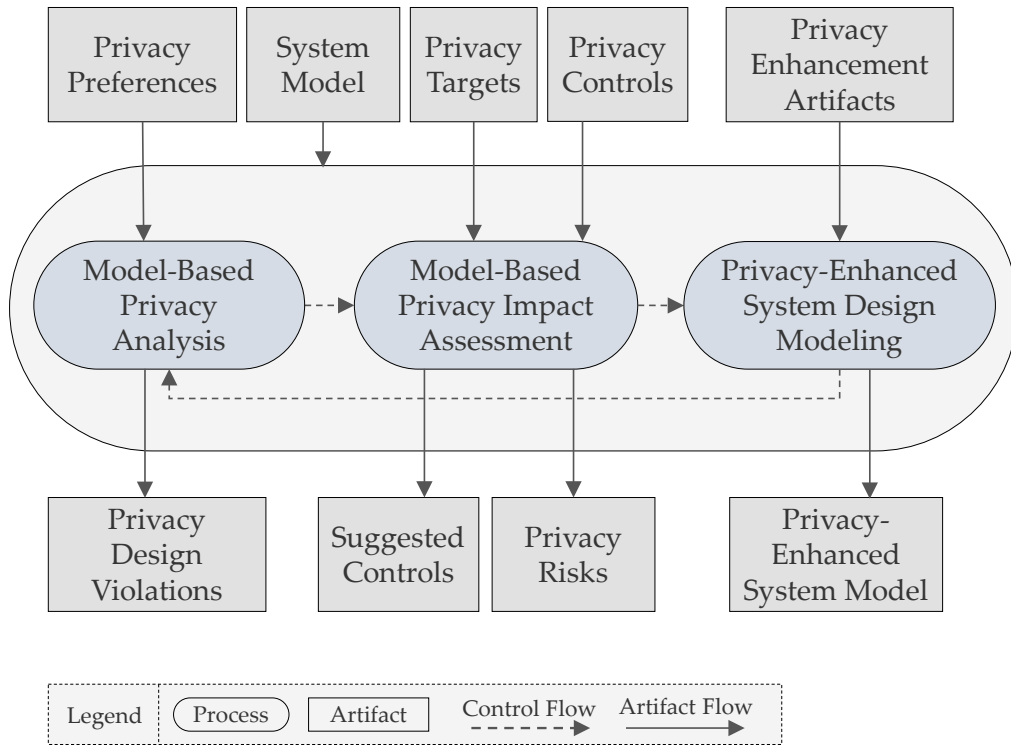 Privacy
Preferences
System
Model
Privacy
Targets
Privacy
Controls
Privacy
Enhancement
Artifacts
Model-Based
Privacy
Analysis
Model-Based
Privacy Impact
Assessment
Privacy-Enhanced
System Design
Modeling
Privacy
Design
Violations
Suggested
Controls
Privacy
Risks
Privacy-
Enhanced
System Model
Legend
Process
Artifact
Control Flow
Artifact Flow